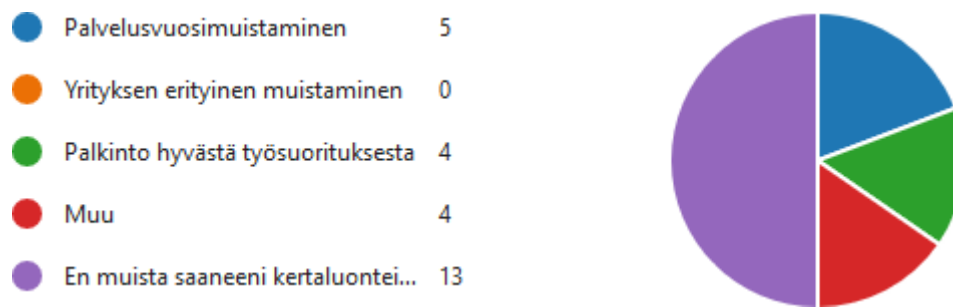 Palvelusvuosimuistaminen 5
Yrityksen erityinen muistaminen 0
Palkinto hyvästä työsuorituksesta 4
Muu 4
En muista saaneeni kertaluontei... 13